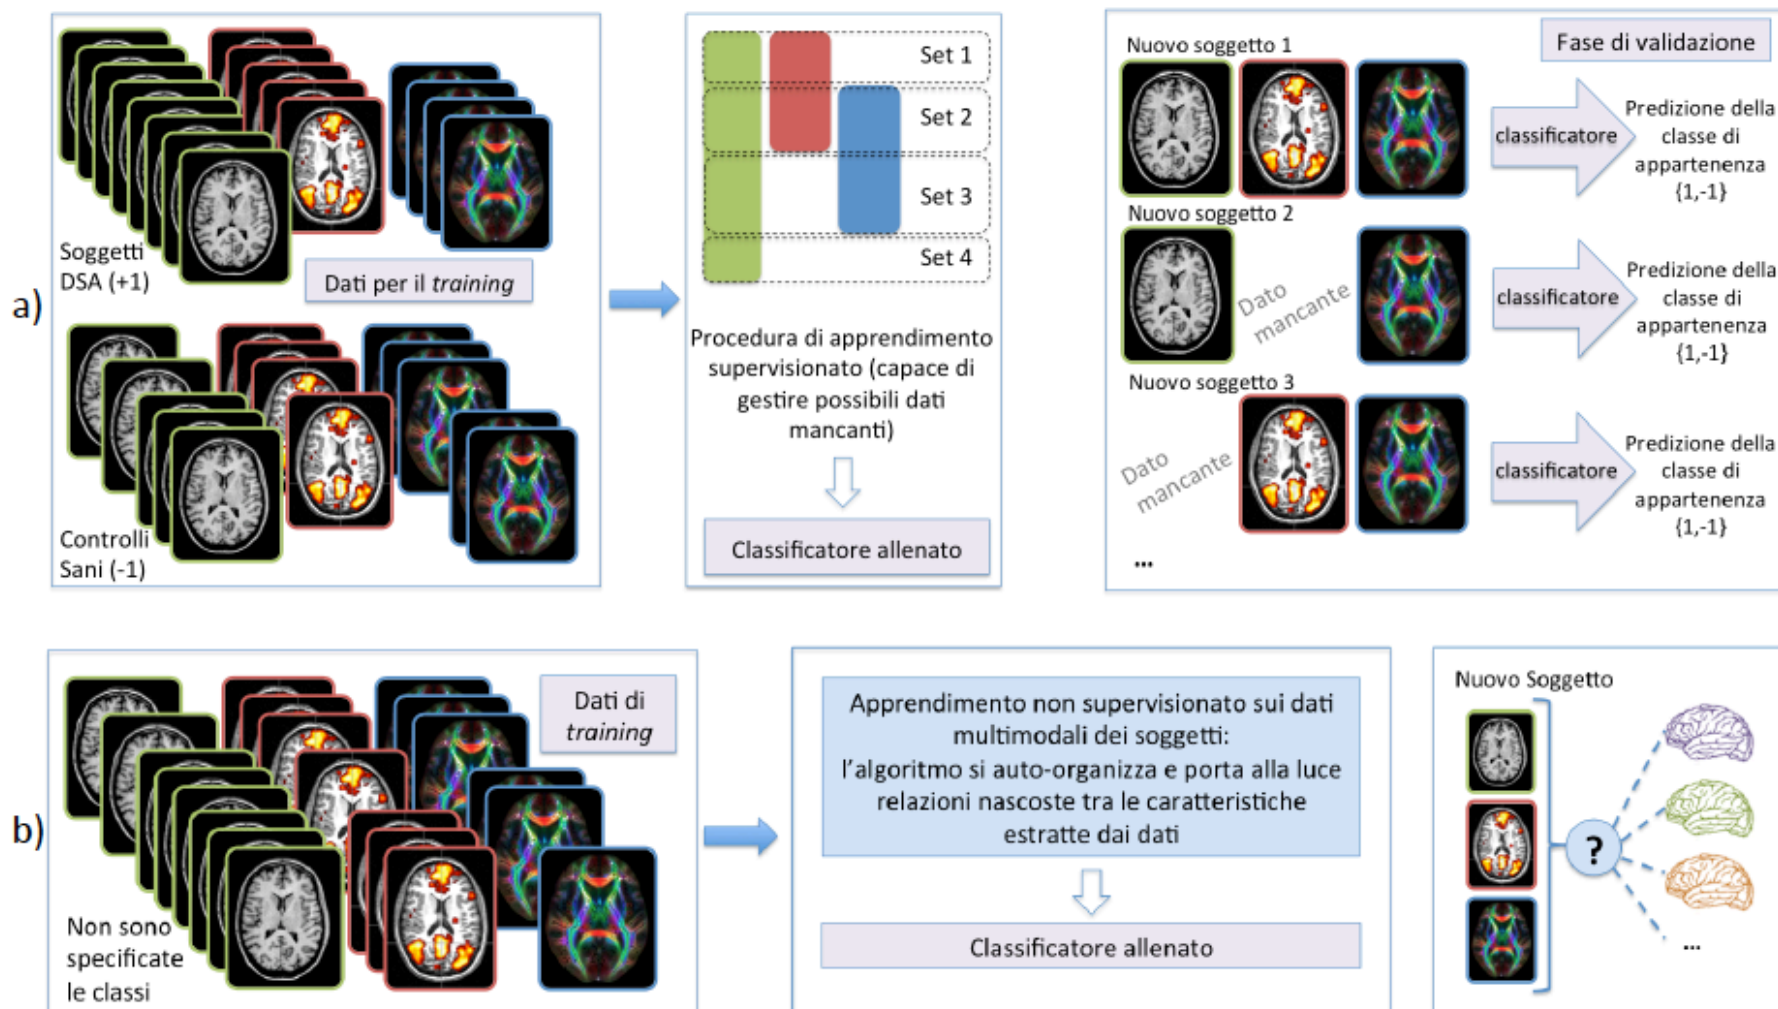 a)
Soggetti
DSA (+1)
Dati per il training
Controlli
Sani (-1)
Set 1
Set 2
Set 3
Set 4
Procedura di apprendimento
supervisionato (capace di
gestire possibili dati
mancanti)
Classificatore allenato
Fase di validazione
Nuovo soggetto 1
classificatore
Predizione della
classe di
appartenenza
{1,-1}
Nuovo soggetto 2
Dato
mancante
classificatore
Predizione della
classe di
appartenenza
{1,-1}
Nuovo soggetto 3
Dato
mancante
classificatore
Predizione della
classe di
appartenenza
{1,-1}
...
b)
Dati di
training
Non sono
specificate
le classi
Apprendimento non supervisionato sui dati
multimodali dei soggetti:
l'algoritmo si auto-organizza e porta alla luce
relazioni nascoste tra le caratteristiche
estratte dai dati
Classificatore allenato
Nuovo Soggetto
?
...